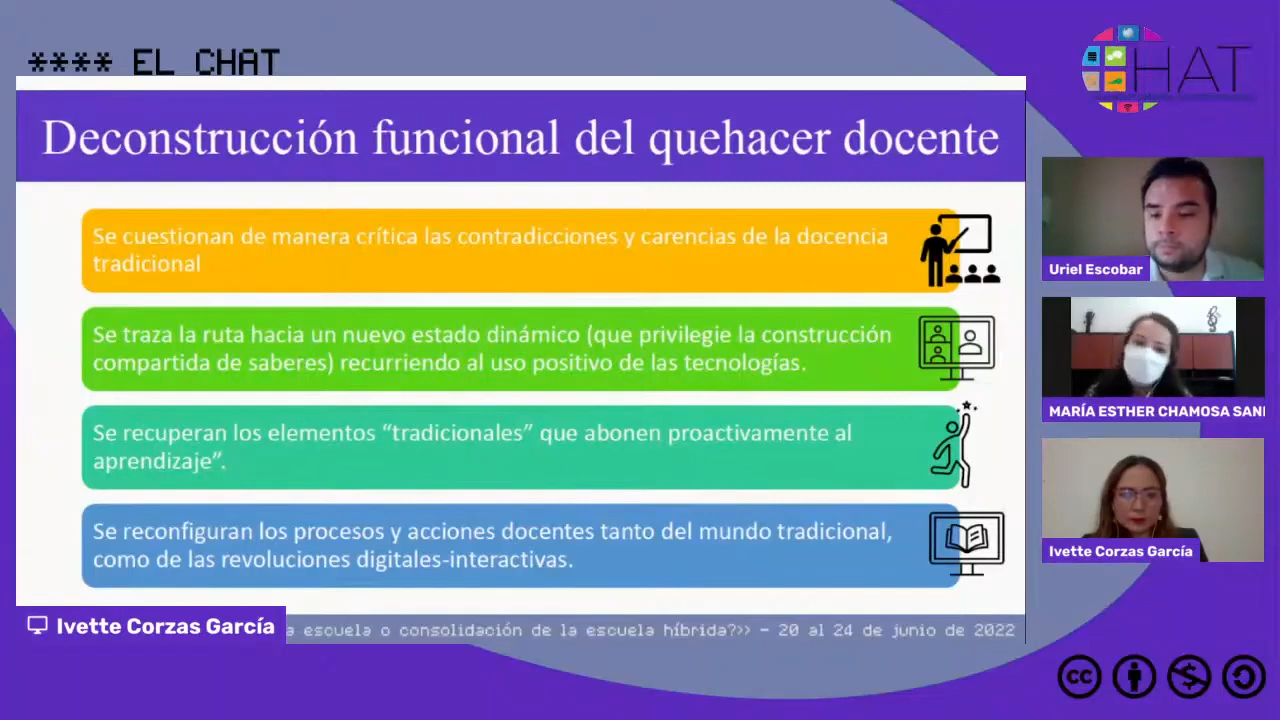 **** EL CHAT
HAT
Deconstrucción funcional del quehacer docente
Se cuestionan de manera crítica las contradicciones y carencias de la docencia
tradicional
Se traza la ruta hacia un nuevo estado dinámico (que privilegie la construcción
compartida de saberes) recurriendo al uso positivo de las tecnologías.
Se recuperan los elementos “tradicionales” que abonen proactivamente al
aprendizaje”.
Se reconfiguran los procesos y acciones docentes tanto del mundo tradicional,
como de las revoluciones digitales-interactivas.
Uriel Escobar
MARÍA ESTHER CHAMOSA SAN
Ivette Corzas García
Ivette Corzas García
a escuela o consolidación de la escuela híbrida?>> - 20 al 24 de junio de 2022
cc